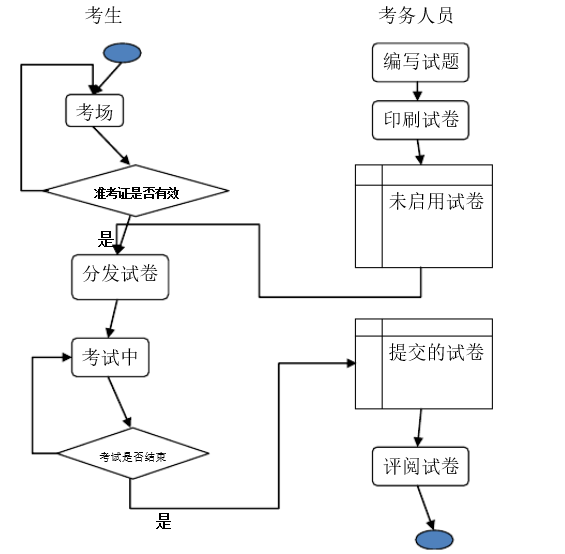 考生
考务人员
编写试题
考场
印刷试卷
准考证是否有效
未启用试卷
是
分发试卷
考试中
提交的试卷
考试是否结束
评阅试卷
是